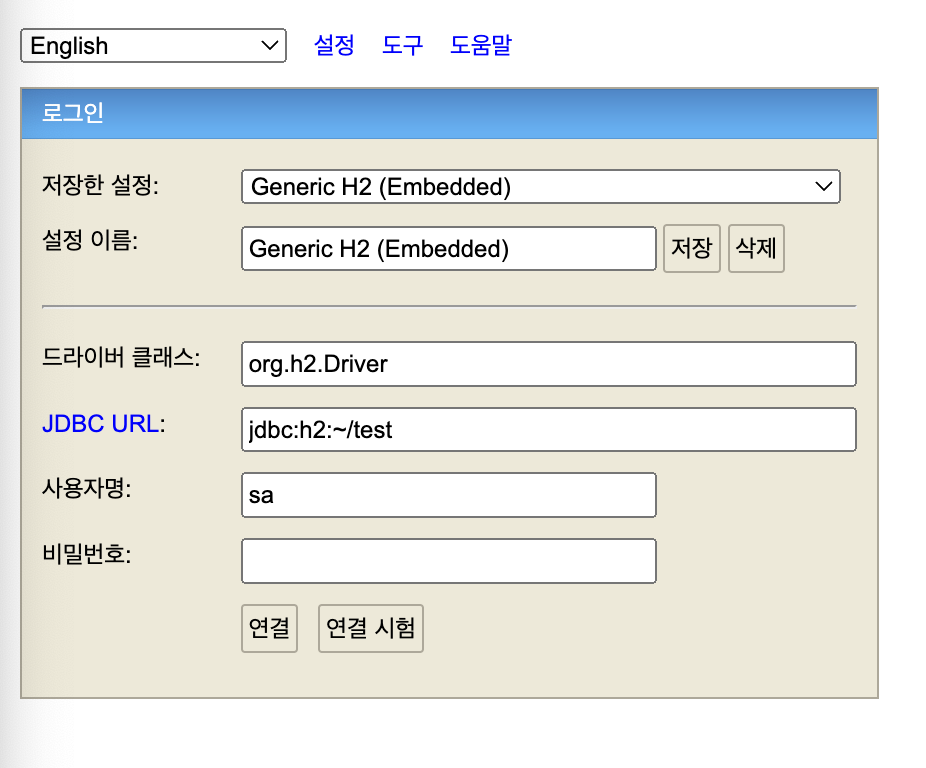 English 설정 도구 도움말
로그인
저장한 설정: Generic H2 (Embedded)
설정 이름: Generic H2 (Embedded) 저장 삭제
드라이버 클래스: org.h2.Driver
JDBC URL: jdbc:h2:~/test
사용자명: sa
비밀번호:
연결 연결 시험